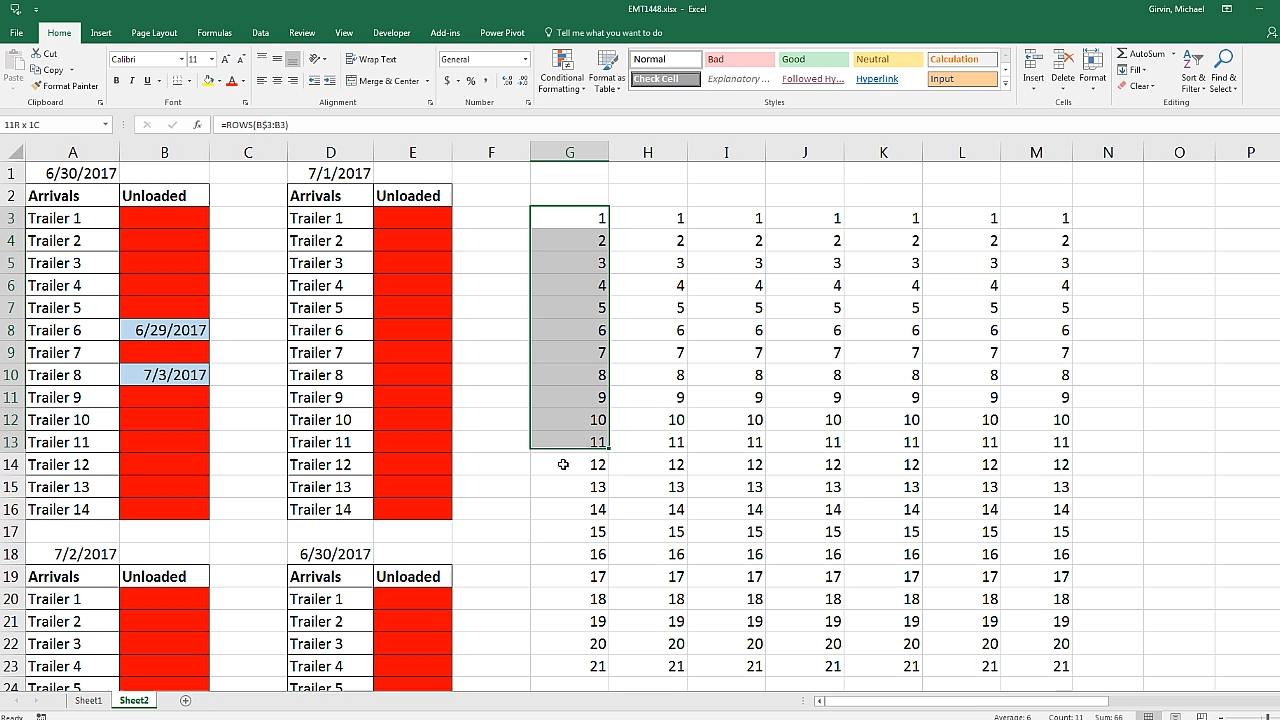 EMT1448.xlsx - Excel
Girvin, Michael
File Home Insert Page Layout Formulas Data Review View Developer Add-ins Power Pivot Tell me what you want to do
Cut Calibri 11 Wrap Text General Normal Bad Good Neutral Calculation AutoSum
Copy Check Cell Explanatory ... Followed Hy... Hyperlink Input Fill
Paste Format Painter B I U Merge & Center $ % , Conditional Formatting Format as Table Insert Delete Format Clear Sort & Filter Find & Select
Clipboard Font Alignment Number Styles Cells Editing
11R x 1C fx =ROWS(B$3:B3)
A B C D E F G H I J K L M N O P
1 6/30/2017 7/1/2017
2 Arrivals Unloaded Arrivals Unloaded
3 Trailer 1 Trailer 1 1 1 1 1 1 1 1
4 Trailer 2 Trailer 2 2 2 2 2 2 2 2
5 Trailer 3 Trailer 3 3 3 3 3 3 3 3
6 Trailer 4 Trailer 4 4 4 4 4 4 4 4
7 Trailer 5 Trailer 5 5 5 5 5 5 5 5
8 Trailer 6 6/29/2017 Trailer 6 6 6 6 6 6 6 6
9 Trailer 7 Trailer 7 7 7 7 7 7 7 7
10 Trailer 8 7/3/2017 Trailer 8 8 8 8 8 8 8 8
11 Trailer 9 Trailer 9 9 9 9 9 9 9 9
12 Trailer 10 Trailer 10 10 10 10 10 10 10 10
13 Trailer 11 Trailer 11 11 11 11 11 11 11 11
14 Trailer 12 Trailer 12 12 12 12 12 12 12 12
15 Trailer 13 Trailer 13 13 13 13 13 13 13 13
16 Trailer 14 Trailer 14 14 14 14 14 14 14 14
17 15 15 15 15 15 15 15
18 7/2/2017 6/30/2017 16 16 16 16 16 16 16
19 Arrivals Unloaded Arrivals Unloaded 17 17 17 17 17 17 17
20 Trailer 1 Trailer 1 18 18 18 18 18 18 18
21 Trailer 2 Trailer 2 19 19 19 19 19 19 19
22 Trailer 3 Trailer 3 20 20 20 20 20 20 20
23 Trailer 4 Trailer 4 21 21 21 21 21 21 21
24 Trailer 5 Trailer 5
Sheet1 Sheet2
Ready Average: 6 Count: 11 Sum: 66